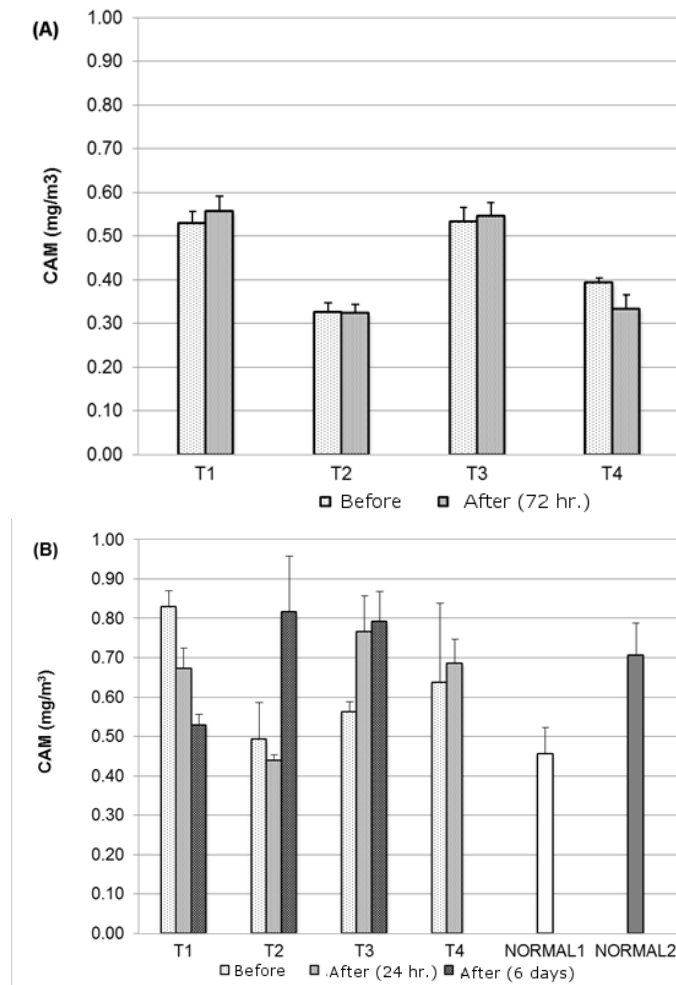 (A)
1.00
0.90
0.80
0.70
0.60
0.50
0.40
0.30
0.20
0.10
0.00
CAM (mg/m3)
T1 T2 T3 T4
Before After (72 hr.)
(B)
1.00
0.90
0.80
0.70
0.60
0.50
0.40
0.30
0.20
0.10
0.00
CAM (mg/m³)
T1 T2 T3 T4 NORMAL1 NORMAL2
Before After (24 hr.) After (6 days)